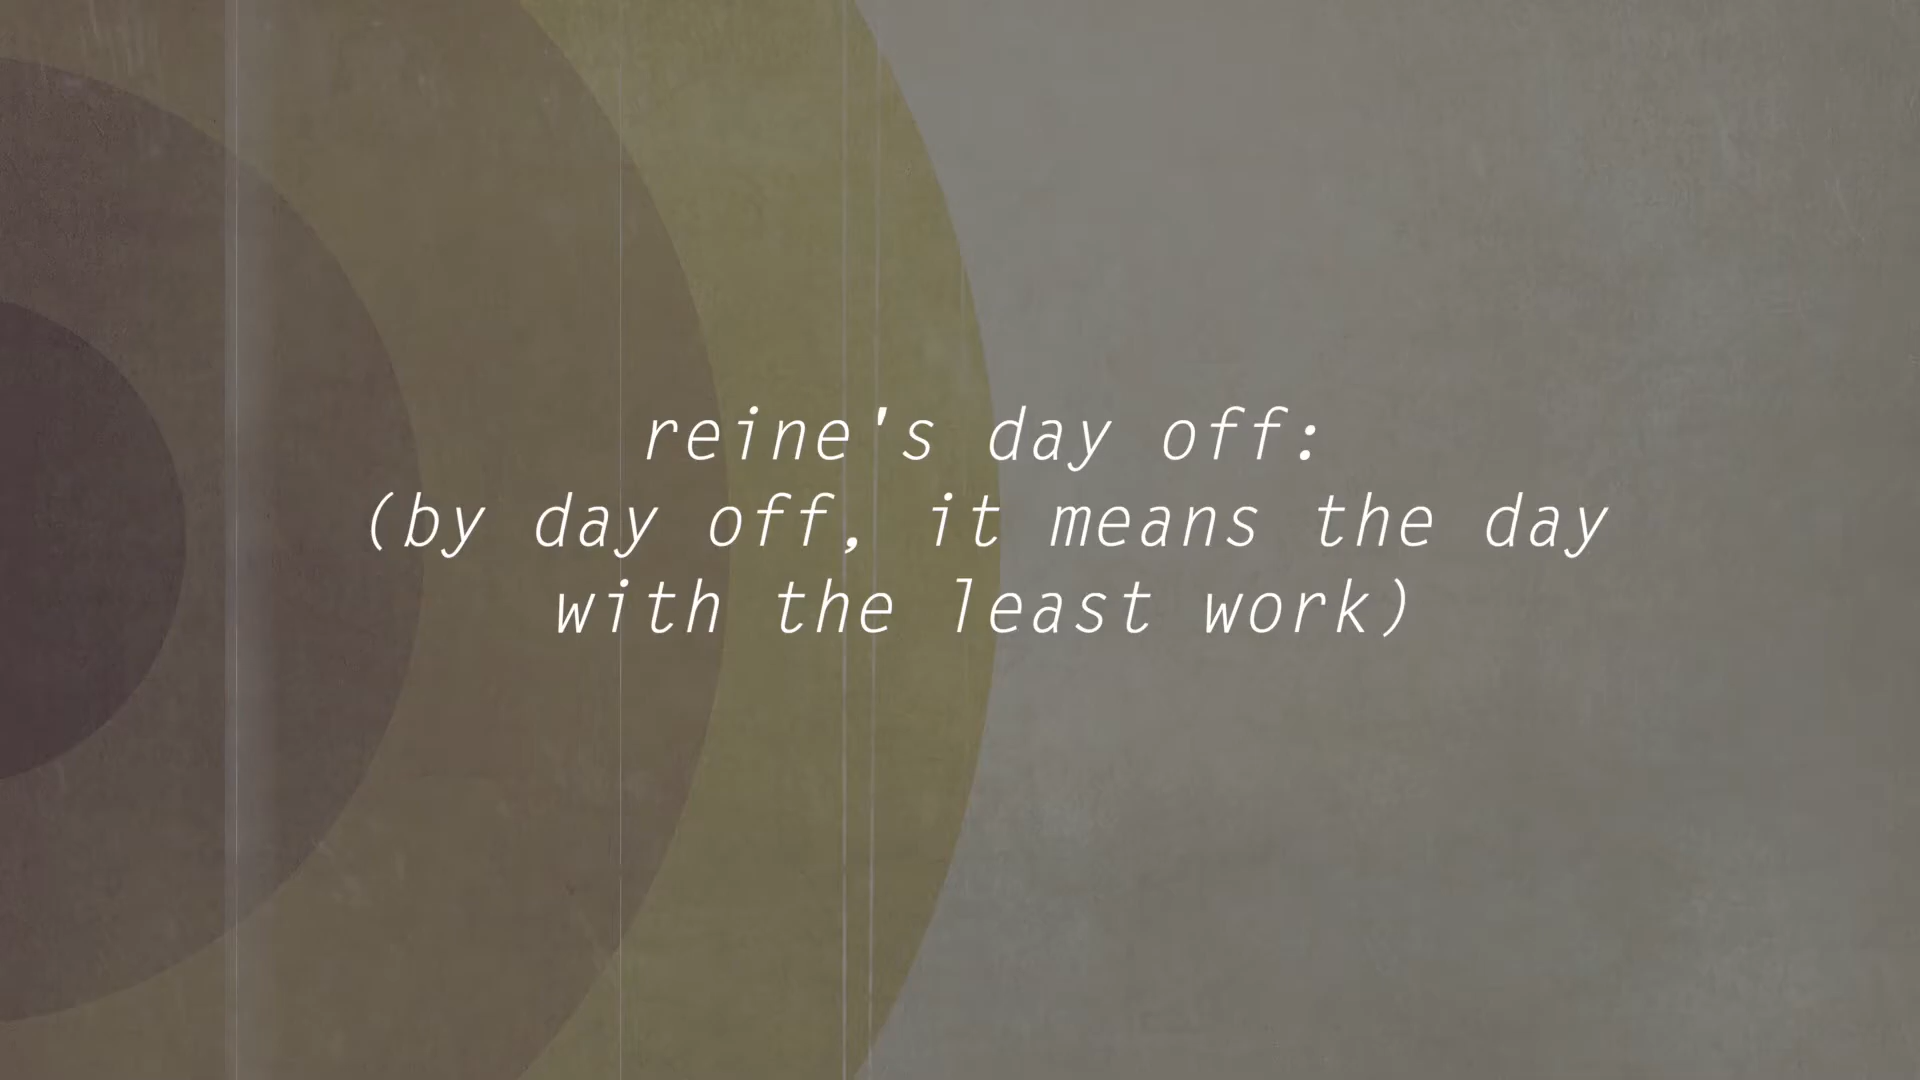 reine's day off:
(by day off, it means the day
with the least work)